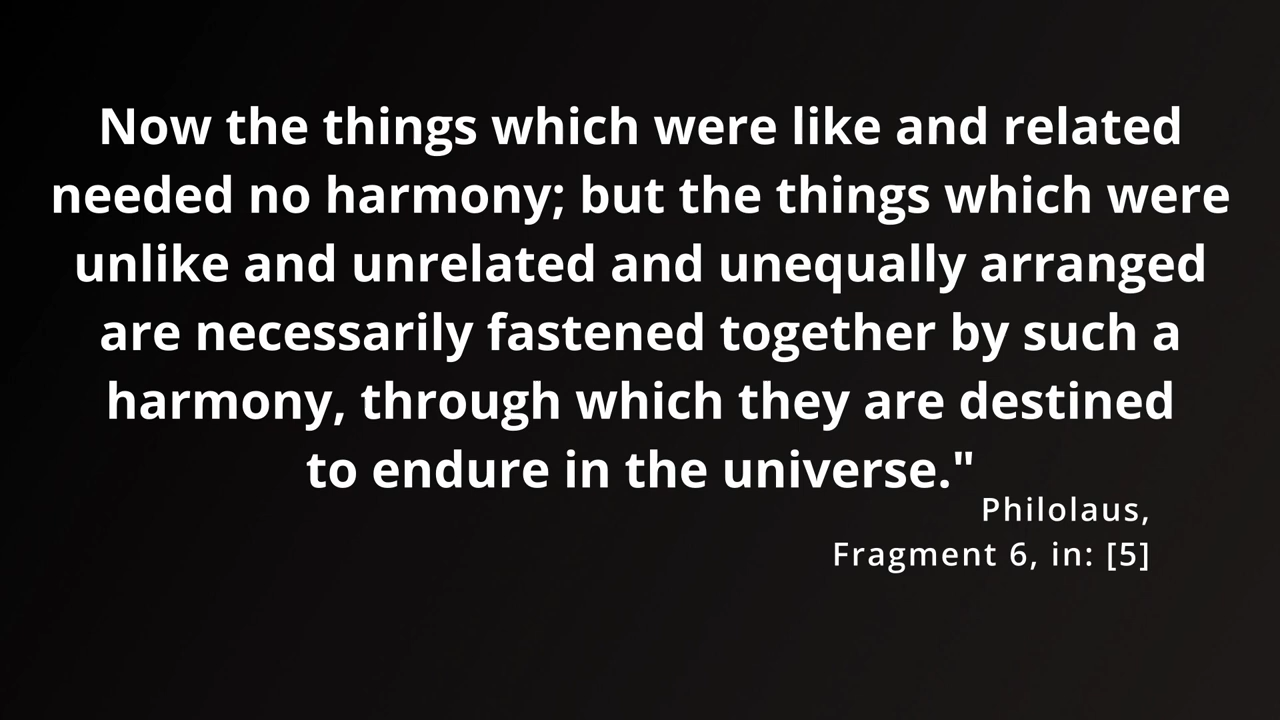 Now the things which were like and related
needed no harmony; but the things which were
unlike and unrelated and unequally arranged
are necessarily fastened together by such a
harmony, through which they are destined
to endure in the universe."
Philolaus,
Fragment 6, in: [5]